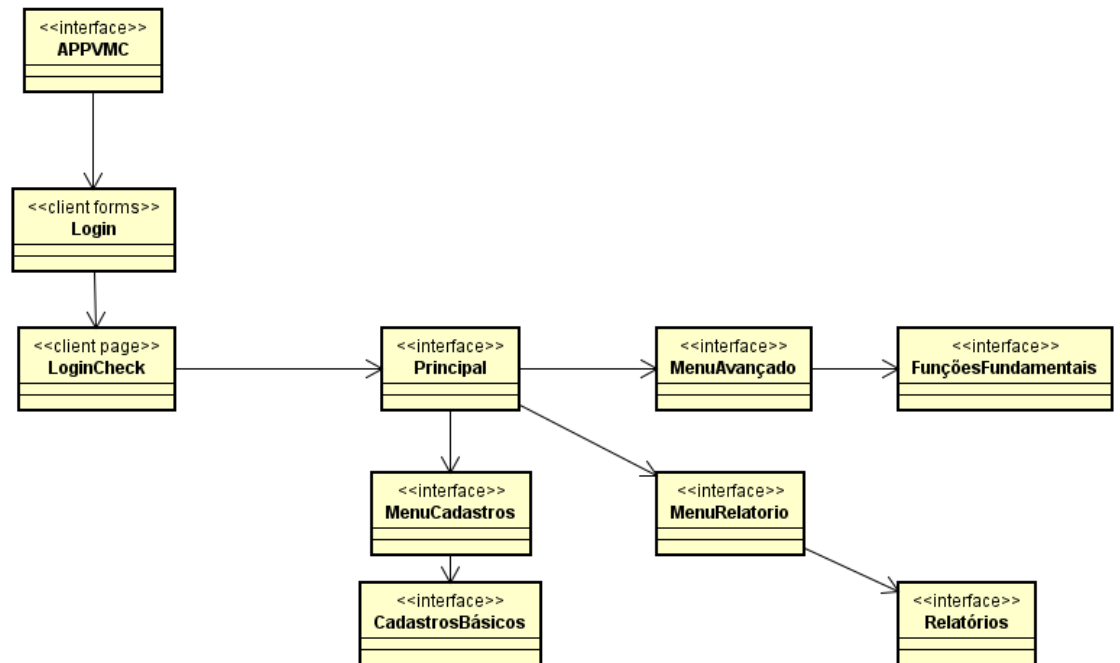 <<interface>>
APPVMC
<<client forms>>
Login
<<client page>>
LoginCheck
<<interface>>
Principal
<<interface>>
MenuAvançado
<<interface>>
FunçõesFundamentais
<<interface>>
MenuCadastros
<<interface>>
MenuRelatorio
<<interface>>
CadastrosBásicos
<<interface>>
Relatórios